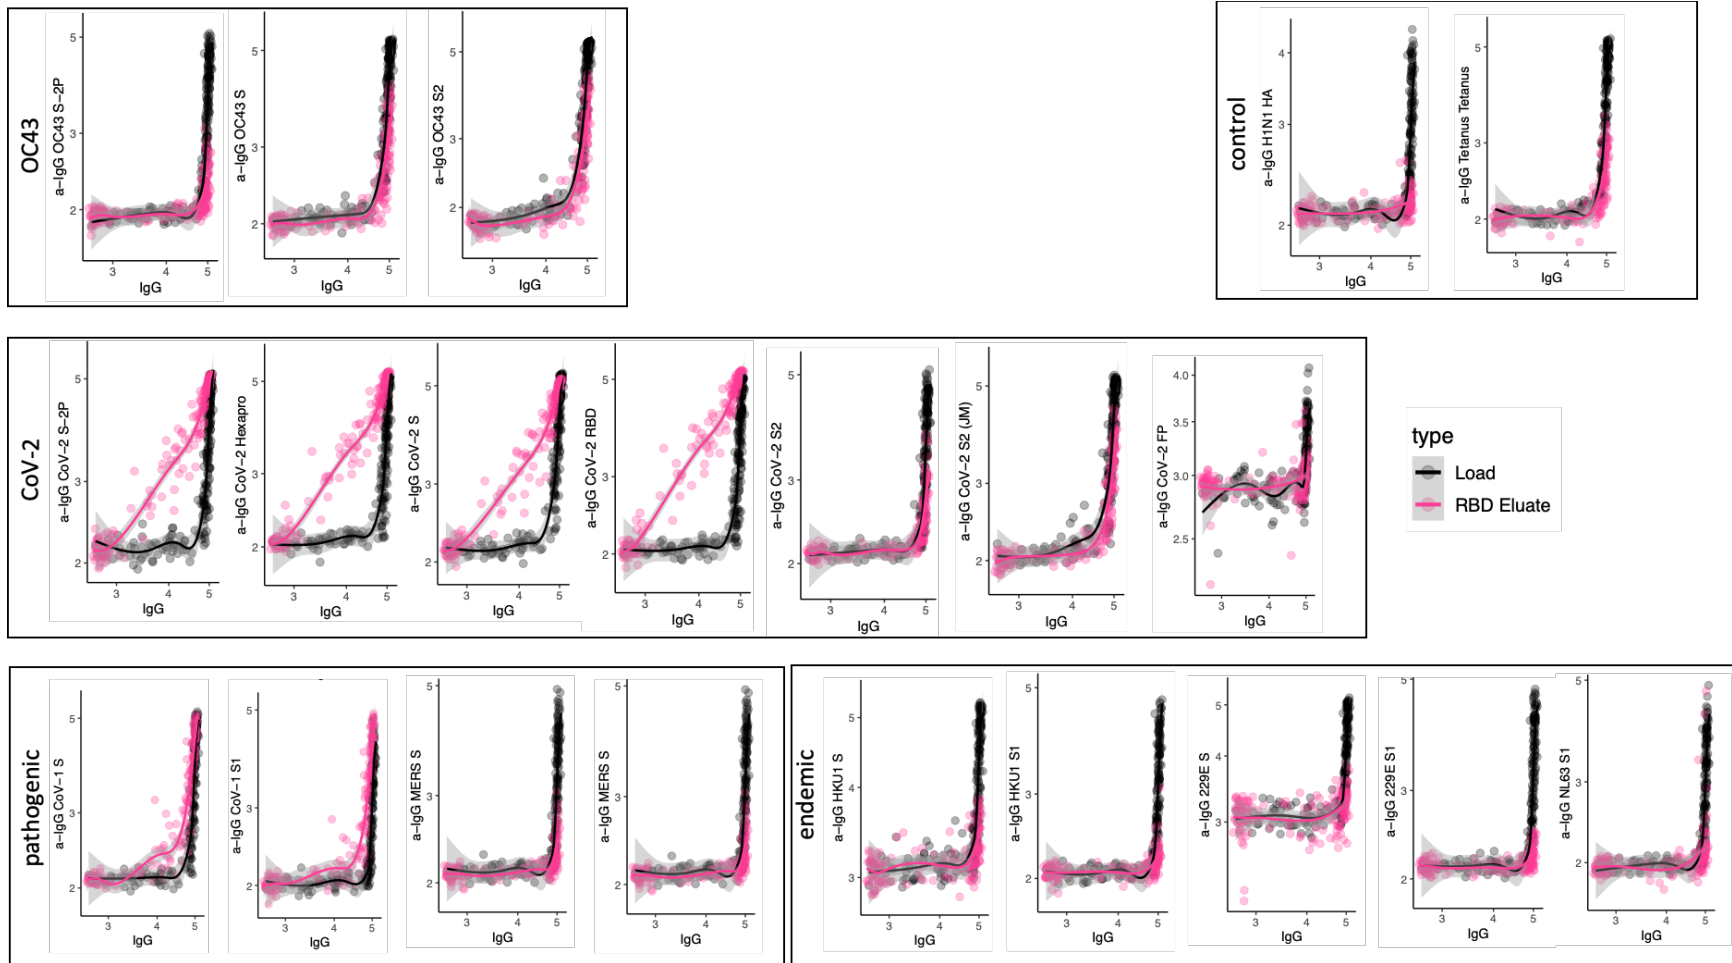 OC43
a-IgG OC43 S-2P
5
3
2
3 4 5
IgG
a-IgG OC43 S
5
3
2
3 4 5
IgG
a-IgG OC43 S2
5
3
2
3 4 5
IgG
control
a-IgG H1N1 HA
4
3
2
3 4 5
IgG
a-IgG Tetanus Tetanus
5
3
2
3 4 5
IgG
CoV-2
a-IgG CoV-2 S-2P
5
3
2
3 4 5
IgG
a-IgG CoV-2 Hexapro
5
3
2
3 4 5
IgG
a-IgG CoV-2 S
5
3
2
3 4 5
IgG
a-IgG CoV-2 RBD
5
3
2
3 4 5
IgG
a-IgG CoV-2 S2
5
3
2
3 4 5
IgG
a-IgG CoV-2 S2 (JM)
5
3
2
3 4 5
IgG
a-IgG CoV-2 FP
4.0
3.5
3.0
2.5
3 4 5
IgG
type
Load
RBD Eluate
pathogenic
a-IgG CoV-1 S
5
3
2
3 4 5
IgG
a-IgG CoV-1 S1
5
3
2
3 4 5
IgG
a-IgG MERS S
5
3
2
3 4 5
IgG
a-IgG MERS S
5
3
2
3 4 5
IgG
endemic
a-IgG HKU1 S
5
4
3
3 4 5
IgG
a-IgG HKU1 S1
5
3
2
3 4 5
IgG
a-IgG 229E S
5
4
3
3 4 5
IgG
a-IgG 229E S1
5
3
2
3 4 5
IgG
a-IgG NL63 S1
5
3
2
3 4 5
IgG